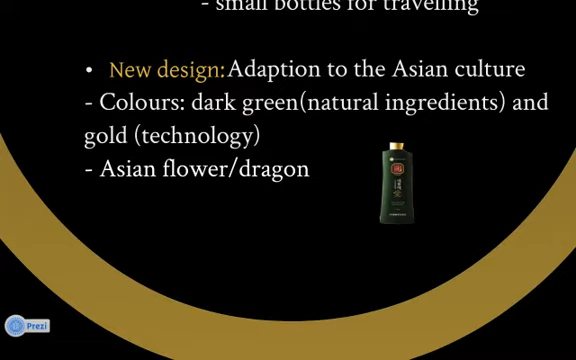 - small bottles for travelling
• New design:Adaption to the Asian culture
- Colours: dark green(natural ingredients) and
gold (technology)
- Asian flower/dragon
Prezi